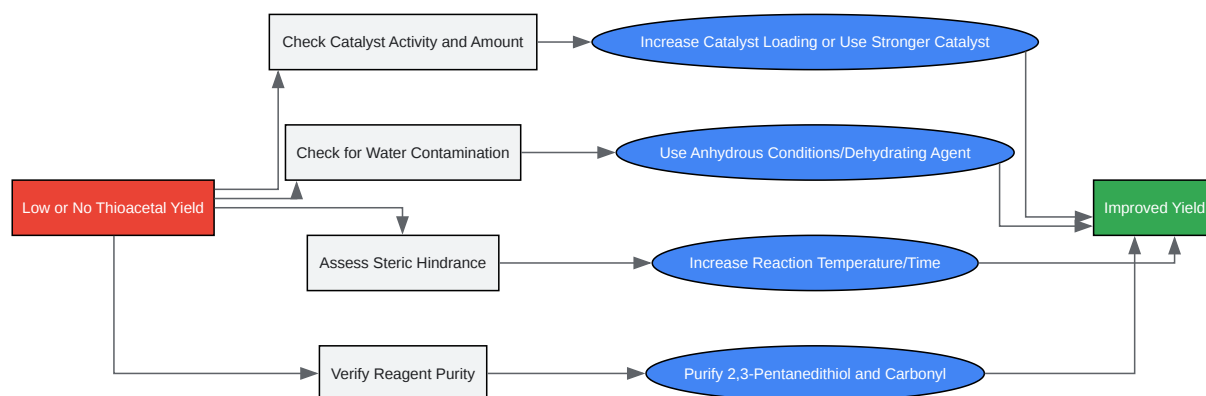 Check Catalyst Activity and Amount
Increase Catalyst Loading or Use Stronger Catalyst
Check for Water Contamination
Use Anhydrous Conditions/Dehydrating Agent
Low or No Thioacetal Yield
Improved Yield
Assess Steric Hindrance
Increase Reaction Temperature/Time
Verify Reagent Purity
Purify 2,3-Pentanedithiol and Carbonyl